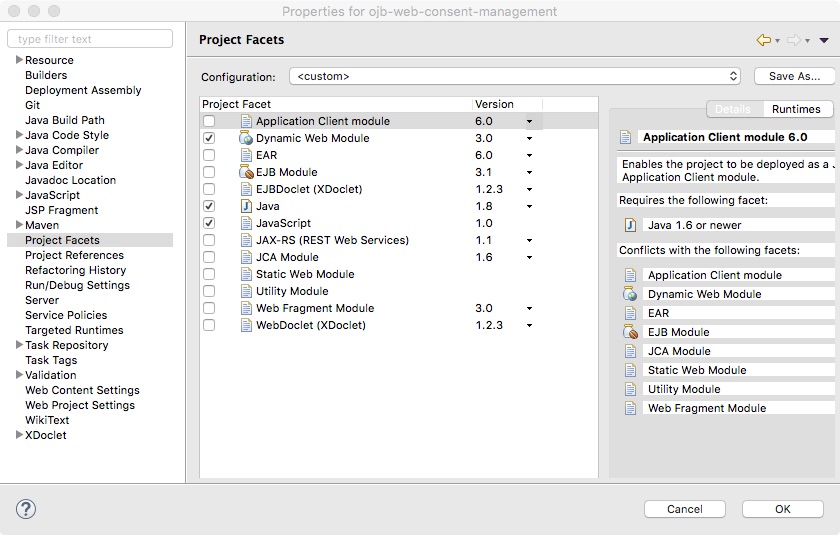 Properties for ojb-web-consent-management
type filter text
Resource
Builders
Deployment Assembly
Git
Java Build Path
Java Code Style
Java Compiler
Java Editor
Javadoc Location
JavaScript
JSP Fragment
Maven
Project Facets
Project References
Refactoring History
Run/Debug Settings
Server
Service Policies
Targeted Runtimes
Task Repository
Task Tags
Validation
Web Content Settings
Web Project Settings
WikiText
XDoclet
Project Facets
Configuration: <custom> Save As...
Project Facet Version
Application Client module 6.0
Dynamic Web Module 3.0
EAR 6.0
EJB Module 3.1
EJBDoclet (XDoclet) 1.2.3
Java 1.8
JavaScript 1.0
JAX-RS (REST Web Services) 1.1
JCA Module 1.6
Static Web Module
Utility Module
Web Fragment Module 3.0
WebDoclet (XDoclet) 1.2.3
Details Runtimes
Application Client module 6.0
Enables the project to be deployed as a J
Application Client module.
Requires the following facet:
Java 1.6 or newer
Conflicts with the following facets:
Application Client module
Dynamic Web Module
EAR
EJB Module
JCA Module
Static Web Module
Utility Module
Web Fragment Module
? Cancel OK